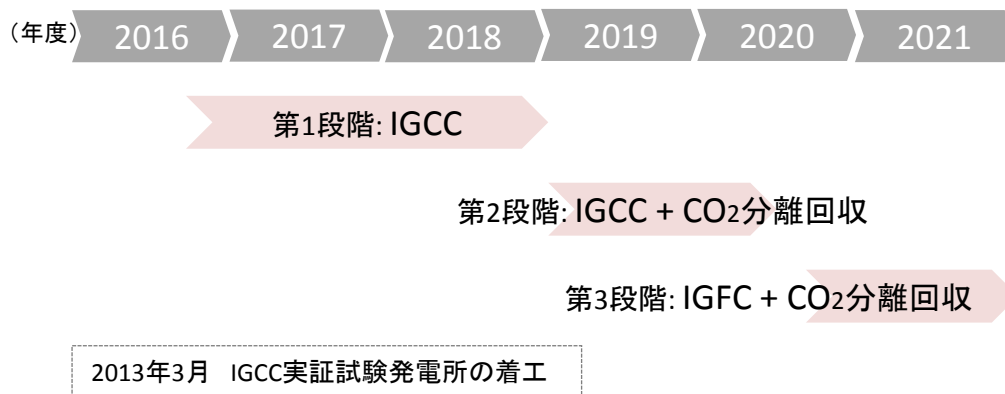 （年度） 2016 2017 2018 2019 2020 2021
第1段階: IGCC
第2段階: IGCC + CO2分離回収
第3段階: IGFC + CO2分離回収
2013年3月 IGCC実証試験発電所の着工